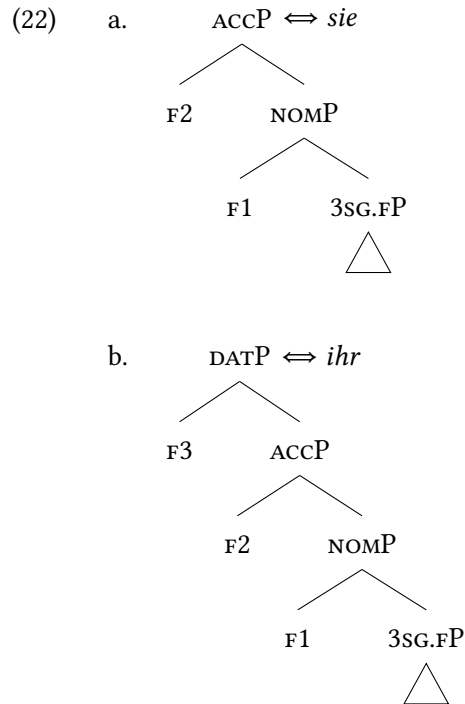 (22) a. ACCP ⇔ sie
F2 NOMP
F1 3SG.FP
b. DATP ⇔ ihr
F3 ACCP
F2 NOMP
F1 3SG.FP